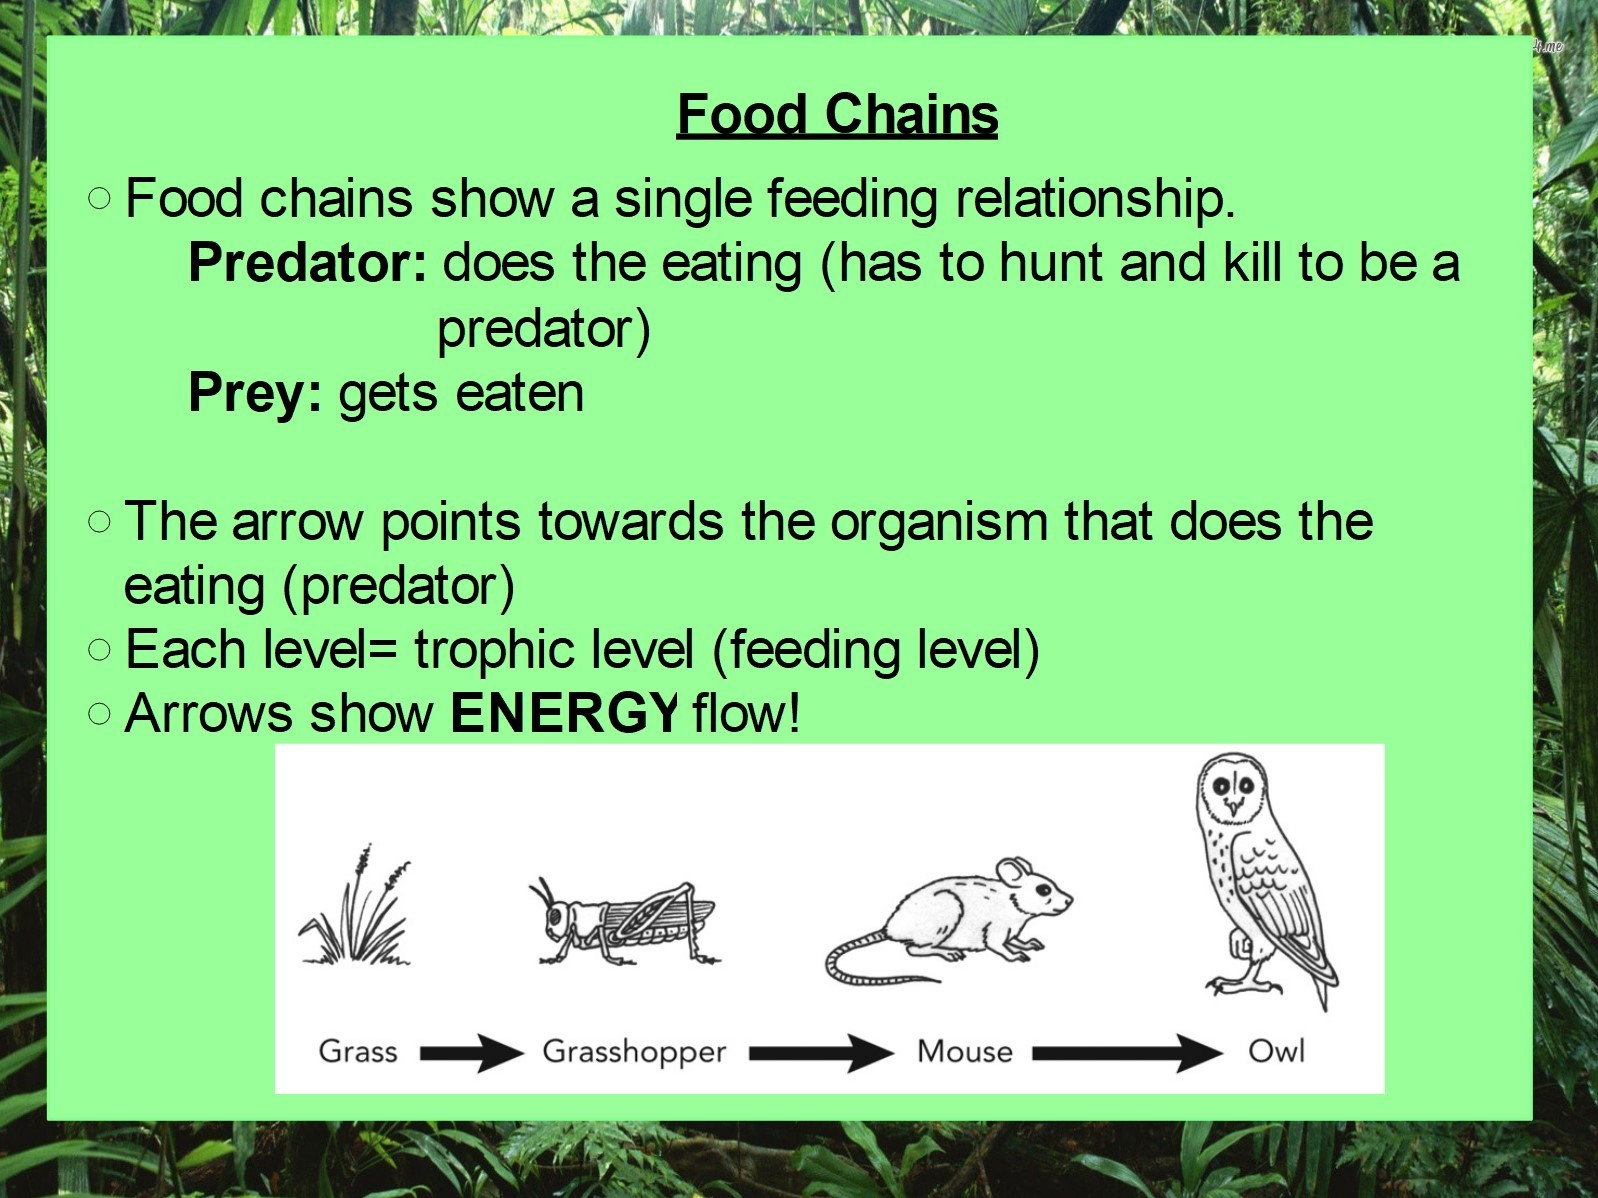 4.me
Food Chains
Food chains show a single feeding relationship.
Predator: does the eating (has to hunt and kill to be a
predator)
Prey: gets eaten
The arrow points towards the organism that does the
eating (predator)
Each level= trophic level (feeding level)
Arrows show ENERGY flow!
Grass Grasshopper Mouse Owl